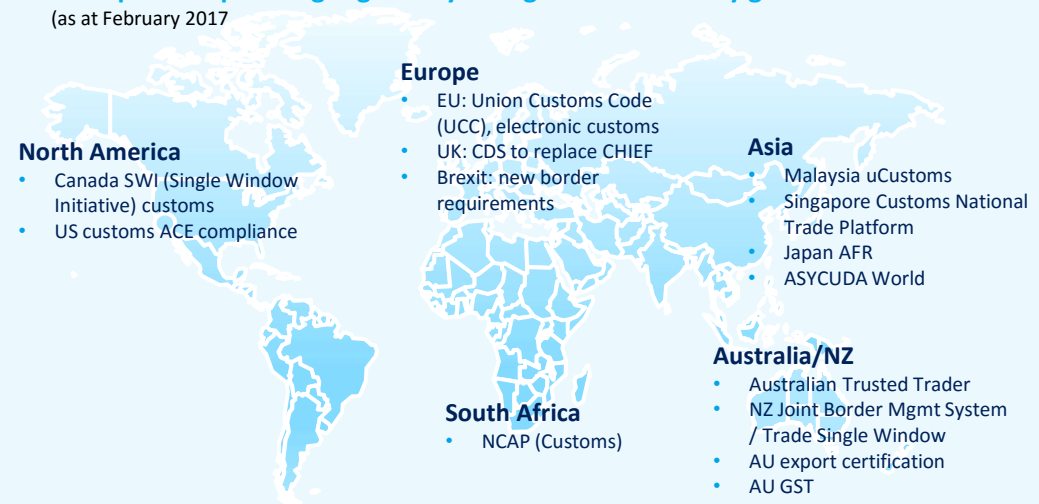 (as at February 2017
Europe
EU: Union Customs Code
(UCC), electronic customs
UK: CDS to replace CHIEF
Brexit: new border
requirements
North America
Canada SWI (Single Window
Initiative) customs
US customs ACE compliance
Asia
Malaysia uCustoms
Singapore Customs National
Trade Platform
Japan AFR
ASYCUDA World
South Africa
NCAP (Customs)
Australia/NZ
Australian Trusted Trader
NZ Joint Border Mgmt System
/ Trade Single Window
AU export certification
AU GST